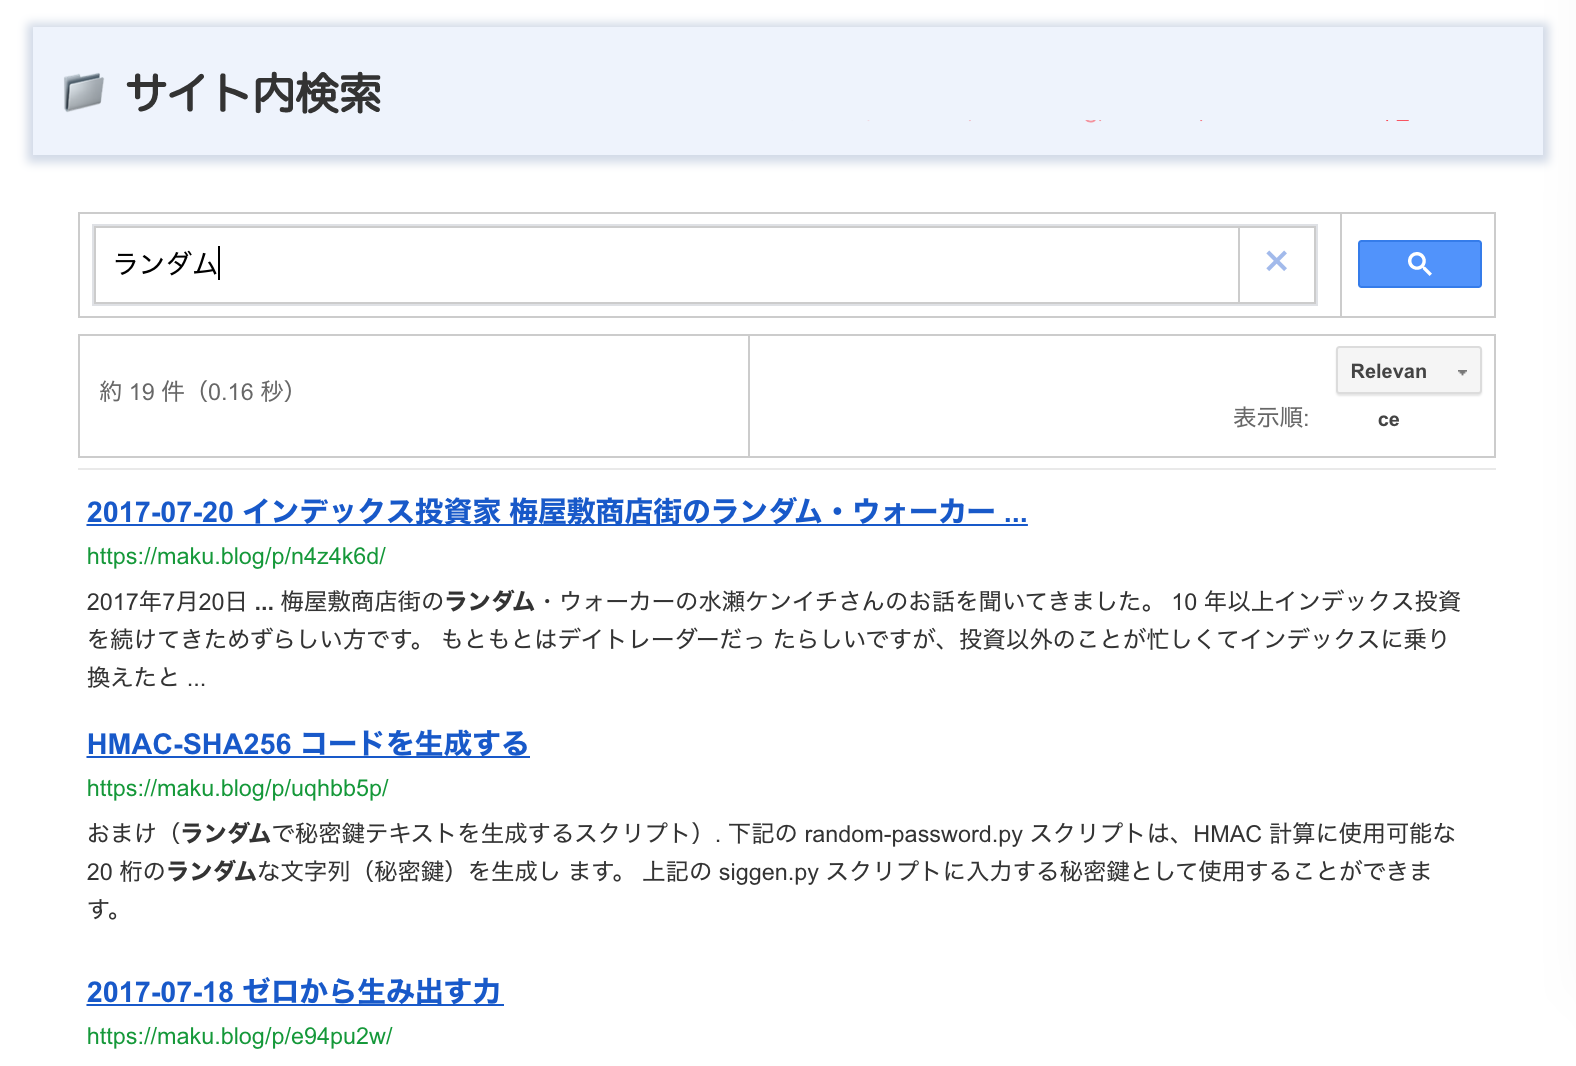 サイト内検索
ランダム
約 19 件（0.16 秒）
表示順:
Relevan
ce
2017-07-20 インデックス投資家 梅屋敷商店街のランダム・ウォーカー ...
https://maku.blog/p/n4z4k6d/
2017年7月20日 ... 梅屋敷商店街のランダム・ウォーカーの水瀬ケンイチさんのお話を聞いてきました。 10 年以上インデックス投資
を続けてきためずらしい方です。 もともとはデイトレーダーだっ たらしいですが、投資以外のことが忙しくてインデックスに乗り
換えたと ...
HMAC-SHA256 コードを生成する
https://maku.blog/p/uqhbb5p/
おまけ（ランダムで秘密鍵テキストを生成するスクリプト）. 下記の random-password.py スクリプトは、HMAC 計算に使用可能な
20 桁のランダムな文字列（秘密鍵）を生成し ます。 上記の siggen.py スクリプトに入力する秘密鍵として使用することができま
す。
2017-07-18 ゼロから生み出す力
https://maku.blog/p/e94pu2w/